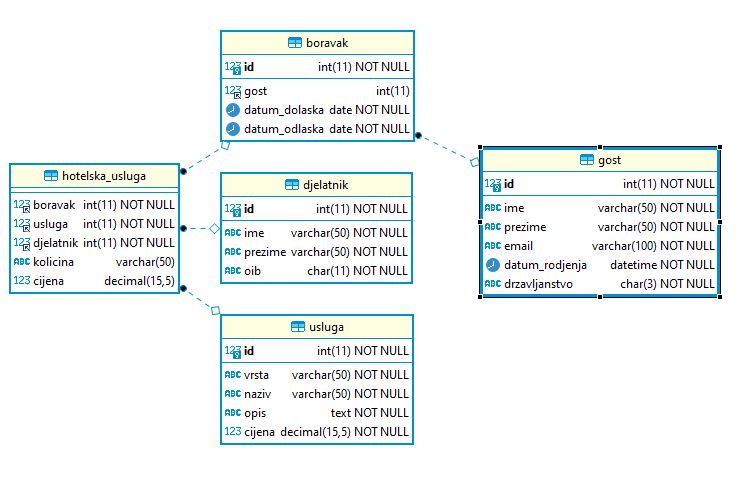 boravak
123 id int(11) NOT NULL
123 gost int(11)
datum_dolaska date NOT NULL
datum_odlaska date NOT NULL
hotelska_usluga
123 boravak int(11) NOT NULL
123 usluga int(11) NOT NULL
123 djelatnik int(11) NOT NULL
ABC kolicina varchar(50)
123 cijena decimal(15,5)
djelatnik
123 id int(11) NOT NULL
ABC ime varchar(50) NOT NULL
ABC prezime varchar(50) NOT NULL
ABC oib char(11) NOT NULL
gost
123 id int(11) NOT NULL
ABC ime varchar(50) NOT NULL
ABC prezime varchar(50) NOT NULL
ABC email varchar(100) NOT NULL
datum_rodjenja datetime NOT NULL
ABC drzavljanstvo char(3) NOT NULL
usluga
123 id int(11) NOT NULL
ABC vrsta varchar(50) NOT NULL
ABC naziv varchar(50) NOT NULL
ABC opis text NOT NULL
123 cijena decimal(15,5) NOT NULL